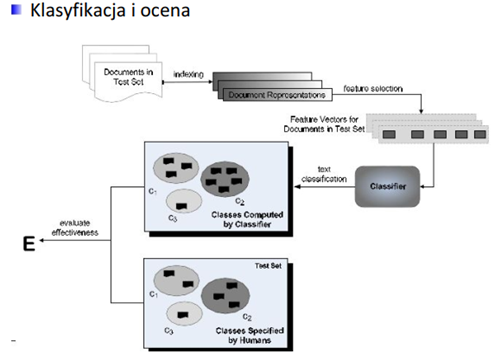 Klasyfikacja i ocena
Documents in
Test Set
indexing
Document Representations
feature selection
Feature Vectors for
Documents in Test Set
text
classification
Classifier
C1
C2
C3
Classes Computed
by Classifier
evaluate
effectiveness
E
Test Set
C1
C2
C3
Classes Specified
by Humans